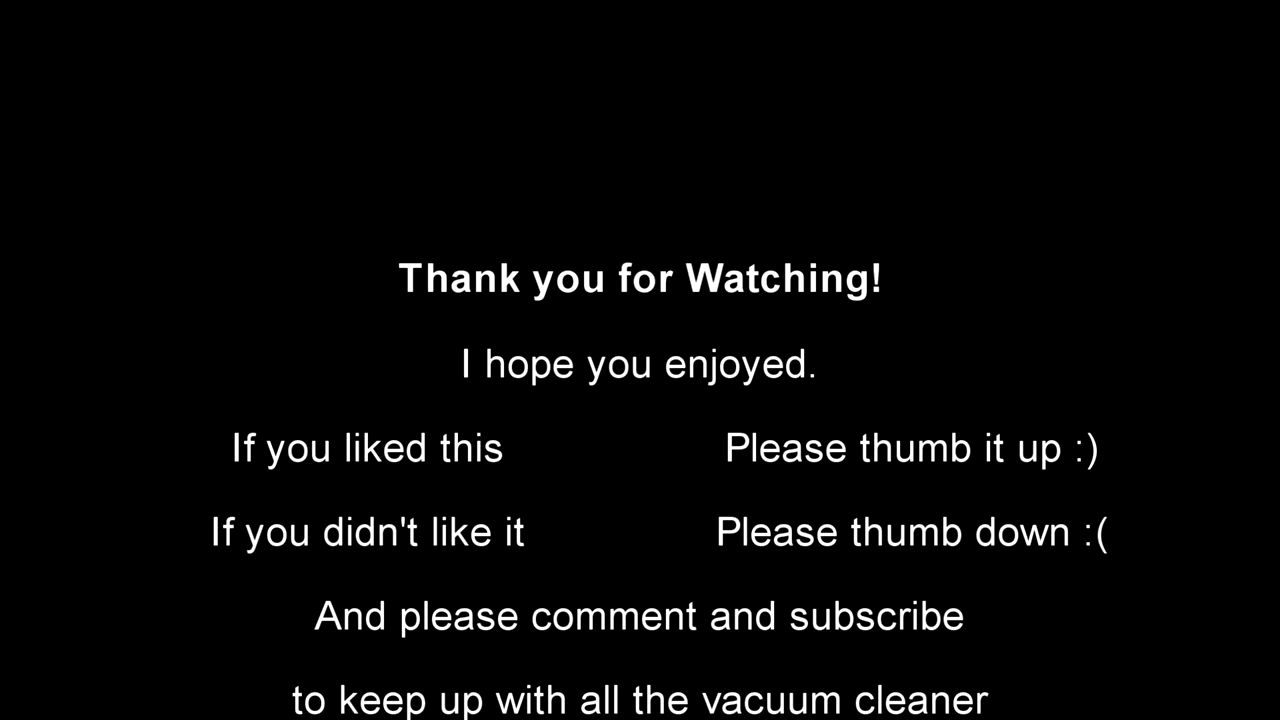 Thank you for Watching!
I hope you enjoyed.
If you liked this Please thumb it up :)
If you didn't like it Please thumb down :(
And please comment and subscribe
to keep up with all the vacuum cleaner